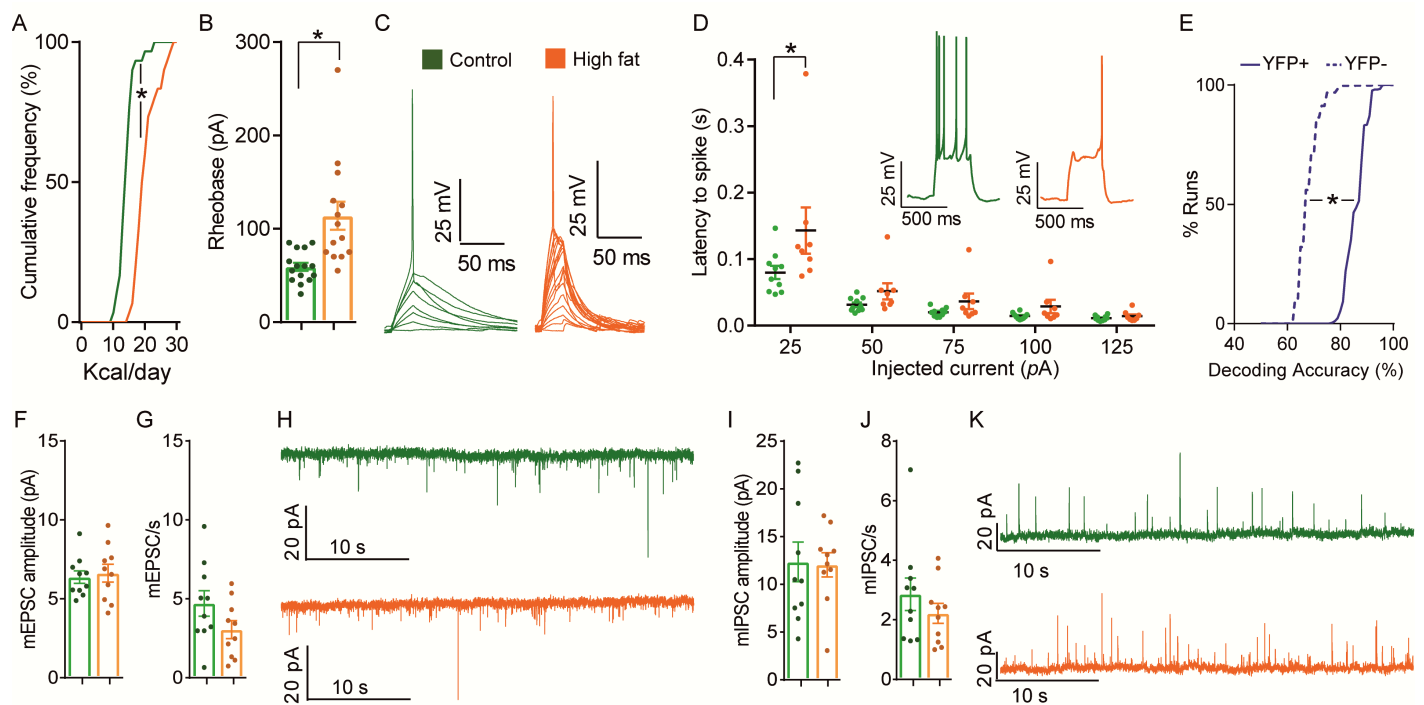 A
Cumulative frequency (%)
100
50
0
*
0 10 20 30
Kcal/day
B
Rheobase (pA)
300
200
100
0
*
C
Control
High fat
25 mV
50 ms
25 mV
50 ms
D
Latency to spike (s)
0.4
0.3
0.2
0.1
0.0
*
25 mV
500 ms
25 mV
500 ms
25 50 75 100 125
Injected current (pA)
E
YFP+ YFP-
% Runs
100
50
0
*
40 60 80 100
Decoding Accuracy (%)
F
mEPSC amplitude (pA)
15
10
5
0
G
mEPSC/s
15
10
5
0
H
20 pA
10 s
20 pA
10 s
I
mIPSC amplitude (pA)
25
20
15
10
5
0
J
mIPSC/s
8
6
4
2
0
K
20 pA
10 s
20 pA
10 s